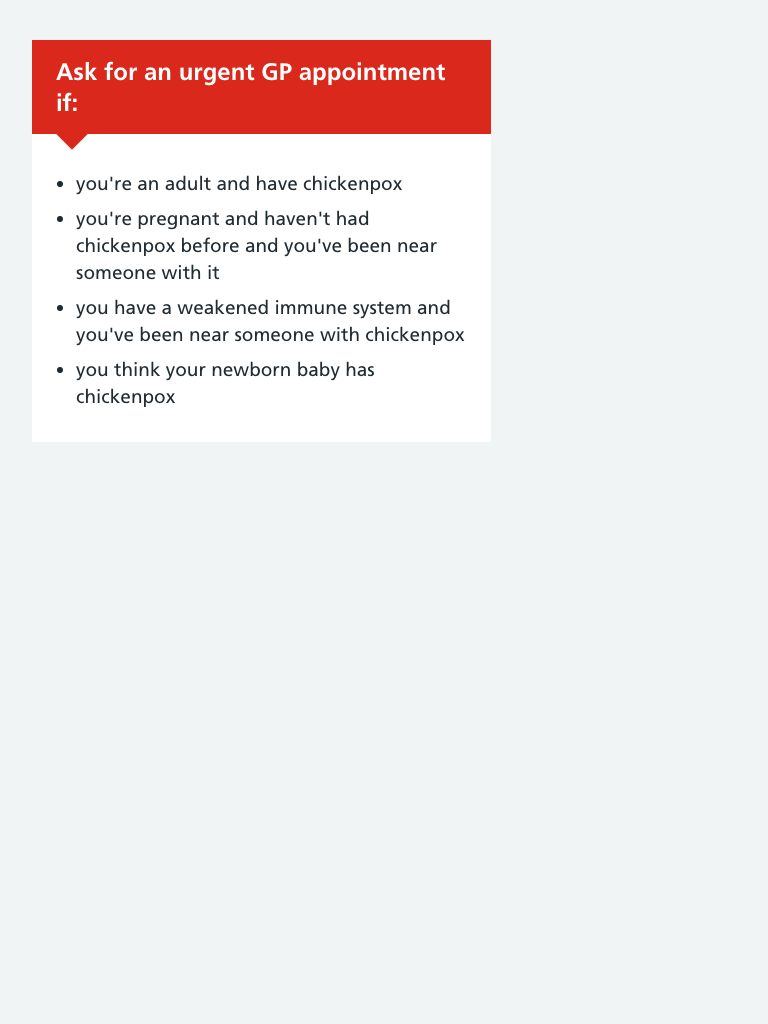 Ask for an urgent GP appointment
if:
you're an adult and have chickenpox
you're pregnant and haven't had
chickenpox before and you've been near
someone with it
you have a weakened immune system and
you've been near someone with chickenpox
you think your newborn baby has
chickenpox